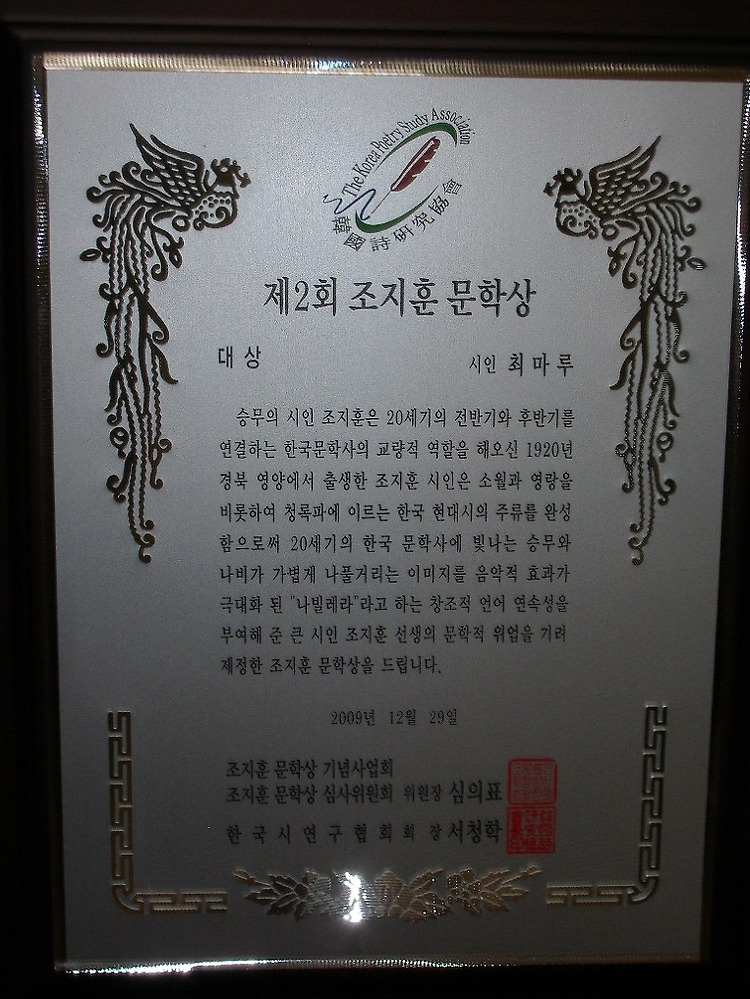 The Korea Poetry Study Association
韓國詩硏究協會
제2회 조지훈 문학상
대 상
시인 최 마 루
승무의 시인 조지훈은 20세기의 전반기와 후반기를
연결하는 한국문학사의 교량적 역할을 해오신 1920년
경북 영양에서 출생한 조지훈 시인은 소월과 영랑을
비롯하여 청록파에 이르는 한국 현대시의 주류를 완성
함으로써 20세기의 한국 문학사에 빛나는 승무와
나비가 가볍게 나풀거리는 이미지를 음악적 효과가
극대화 된 "나빌레라"라고 하는 창조적 언어 연속성을
부여해 준 큰 시인 조지훈 선생의 문학적 위업을 기려
제정한 조지훈 문학상을 드립니다.
2009년 12월 29일
조지훈 문학상 기념사업회
조지훈 문학상 심사위원회 위원장 심의표
한 국 시 연 구 협 회 회 장 서청학